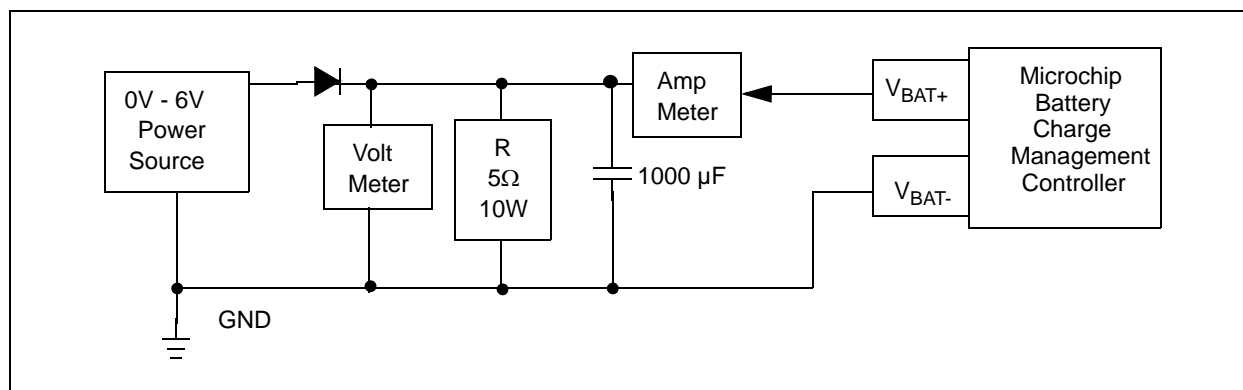 0V - 6V
Power
Source
Volt
Meter
R
5Ω
10W
1000 µF
Amp
Meter
VBAT+
VBAT-
Microchip
Battery
Charge
Management
Controller
GND